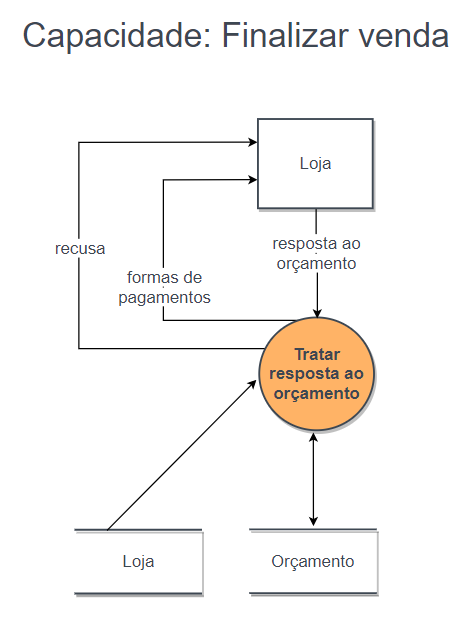 Capacidade: Finalizar venda
Loja
recusa
resposta ao
orçamento
formas de
pagamentos
Tratar
resposta ao
orçamento
Loja
Orçamento